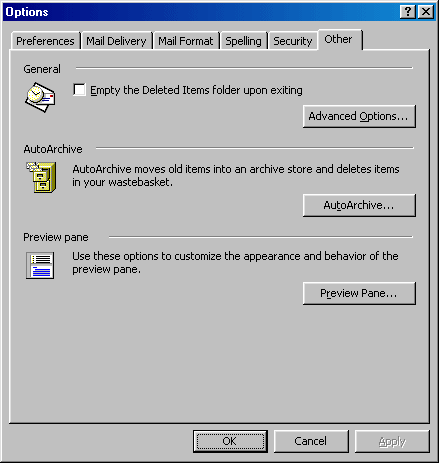 Options
Preferences Mail Delivery Mail Format Spelling Security Other
General
Empty the Deleted Items folder upon exiting
Advanced Options...
AutoArchive
AutoArchive moves old items into an archive store and deletes items
in your wastebasket.
AutoArchive...
Preview pane
Use these options to customize the appearance and behavior of the
preview pane.
Preview Pane...
OK Cancel Apply